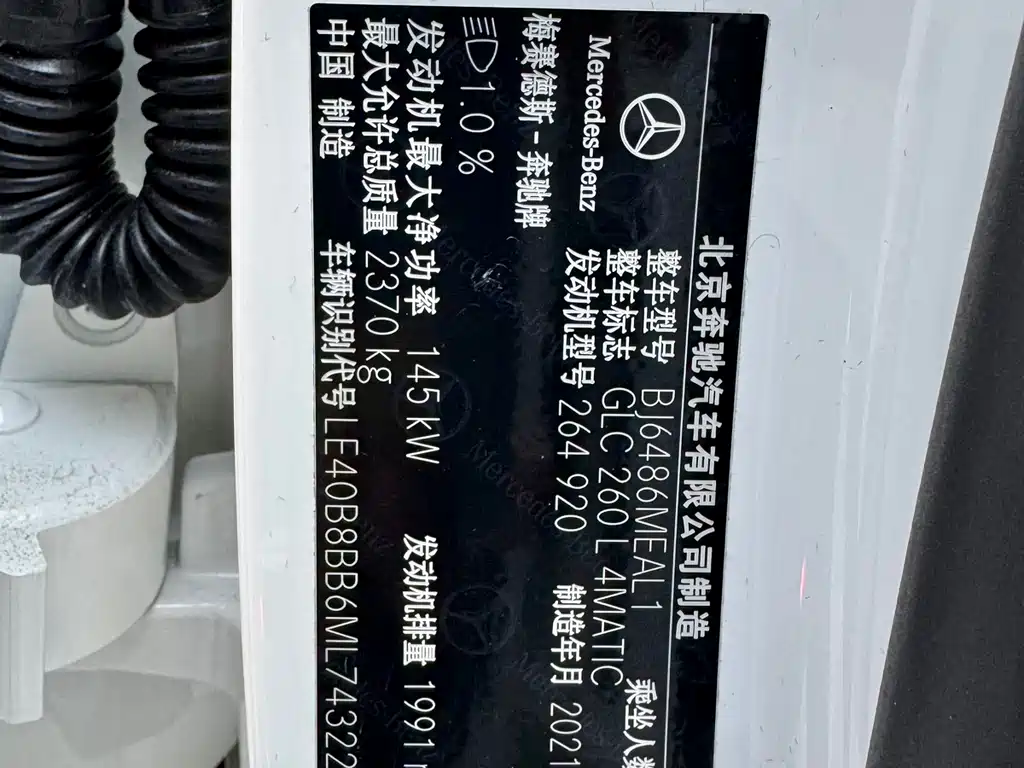 北京奔驰汽车有限公司制造
Mercedes-Benz
整车型号 BJ6486MEAL1 乘坐人数
整车标志 GLC 260 L 4MATIC
发动机型号 264 920 制造年月 2021
梅赛德斯-奔驰牌
1.0 %
发动机最大净功率 145 kW 发动机排量 1991
最大允许总质量 2370 kg
中国 制造 车辆识别代号 LE40B8BB6ML74322